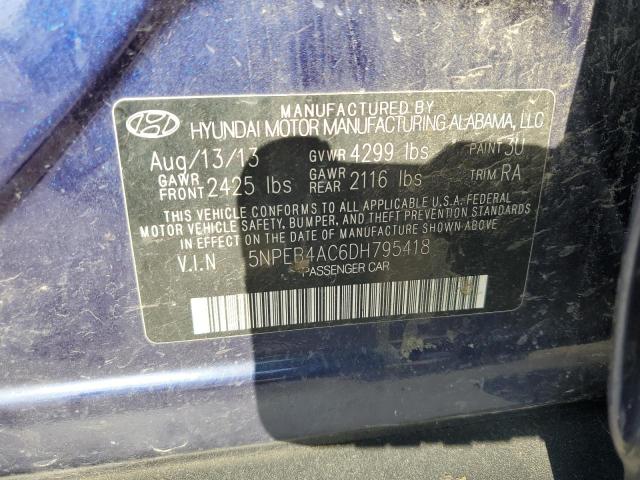 MANUFACTURED BY
HYUNDAI MOTOR MANUFACTURING ALABAMA, LLC
Aug/13/13 GVWR 4299 lbs PAINT 3U
GAWR FRONT 2425 lbs GAWR REAR 2116 lbs TRIM RA
THIS VEHICLE CONFORMS TO ALL APPLICABLE U.S.A. FEDERAL
MOTOR VEHICLE SAFETY, BUMPER, AND THEFT PREVENTION STANDARDS
IN EFFECT ON THE DATE OF MANUFACTURE SHOWN ABOVE.
V.I.N 5NPEB4AC6DH795418
PASSENGER CAR